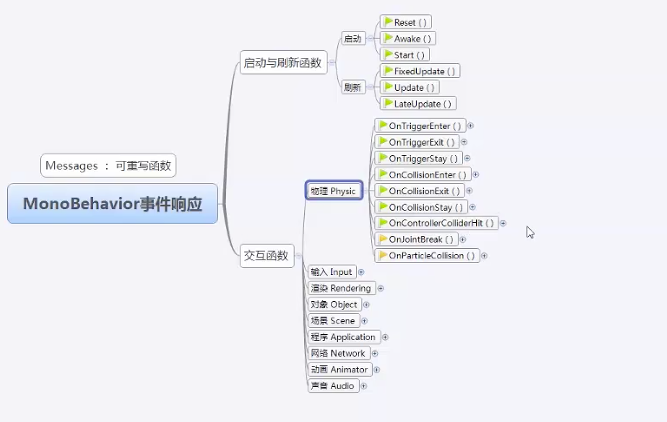 Messages ：可重写函数
MonoBehavior事件响应
启动与刷新函数
启动
Reset ( )
Awake ( )
Start ( )
刷新
FixedUpdate ( )
Update ( )
LateUpdate ( )
交互函数
物理 Physic
OnTriggerEnter ( )
OnTriggerExit ( )
OnTriggerStay ( )
OnCollisionEnter ( )
OnCollisionExit ( )
OnCollisionStay ( )
OnControllerColliderHit ( )
OnJointBreak ( )
OnParticleCollision ( )
输入 Input
渲染 Rendering
对象 Object
场景 Scene
程序 Application
网络 Network
动画 Animator
声音 Audio